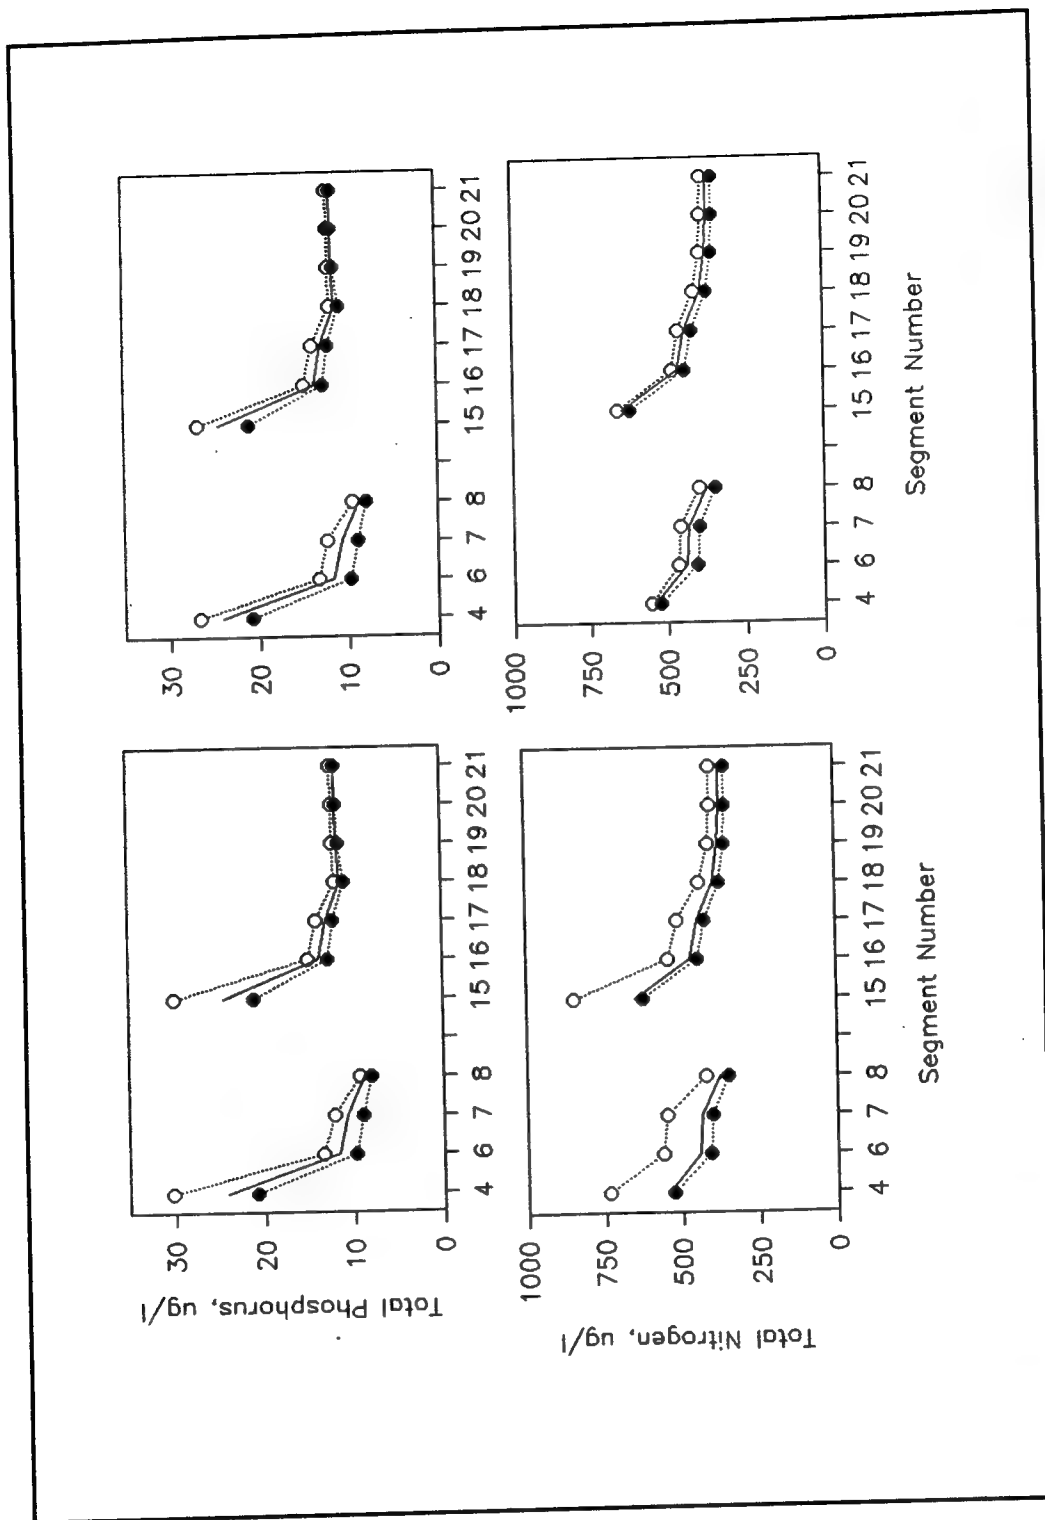 Total Phosphorus, ug/l
30
20
10
0
4 6 7 8 15 16 17 18 19 20 21
30
20
10
0
4 6 7 8 15 16 17 18 19 20 21
Total Nitrogen, ug/l
1000
750
500
250
0
4 6 7 8 15 16 17 18 19 20 21
Segment Number
1000
750
500
250
0
4 6 7 8 15 16 17 18 19 20 21
Segment Number